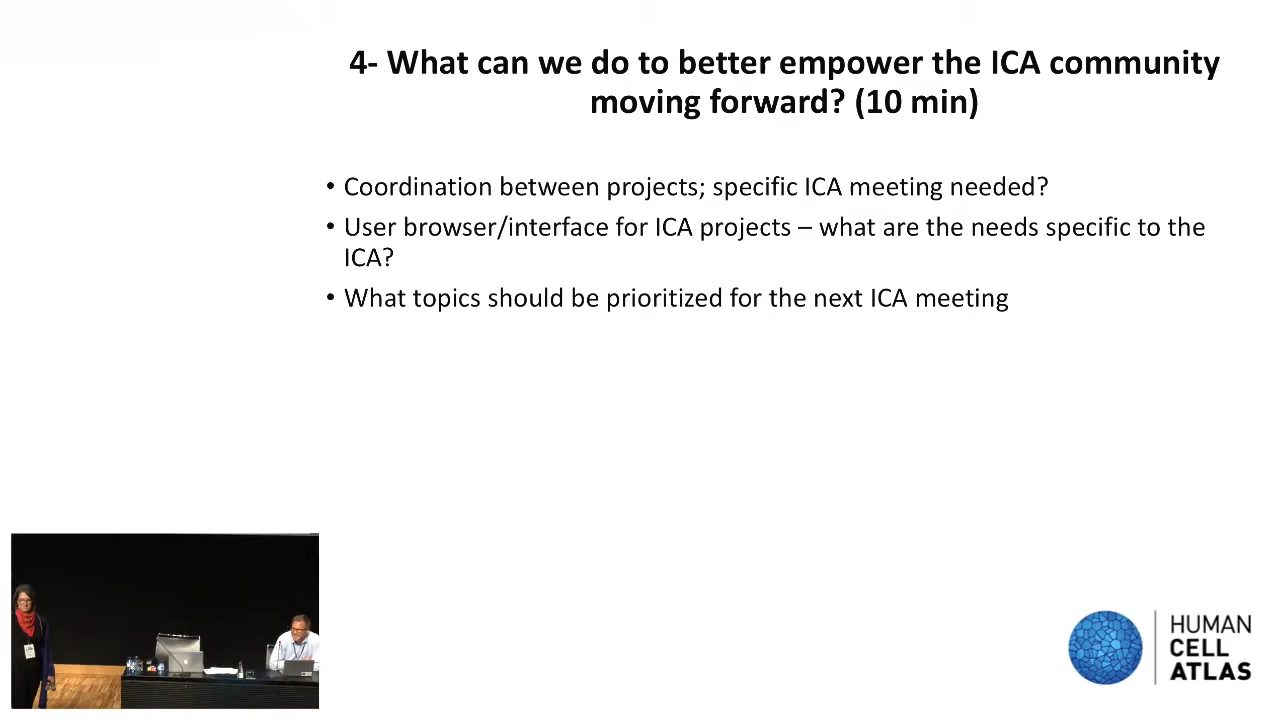 4- What can we do to better empower the ICA community
moving forward? (10 min)
• Coordination between projects; specific ICA meeting needed?
• User browser/interface for ICA projects – what are the needs specific to the
ICA?
• What topics should be prioritized for the next ICA meeting
HUMAN
CELL
ATLAS